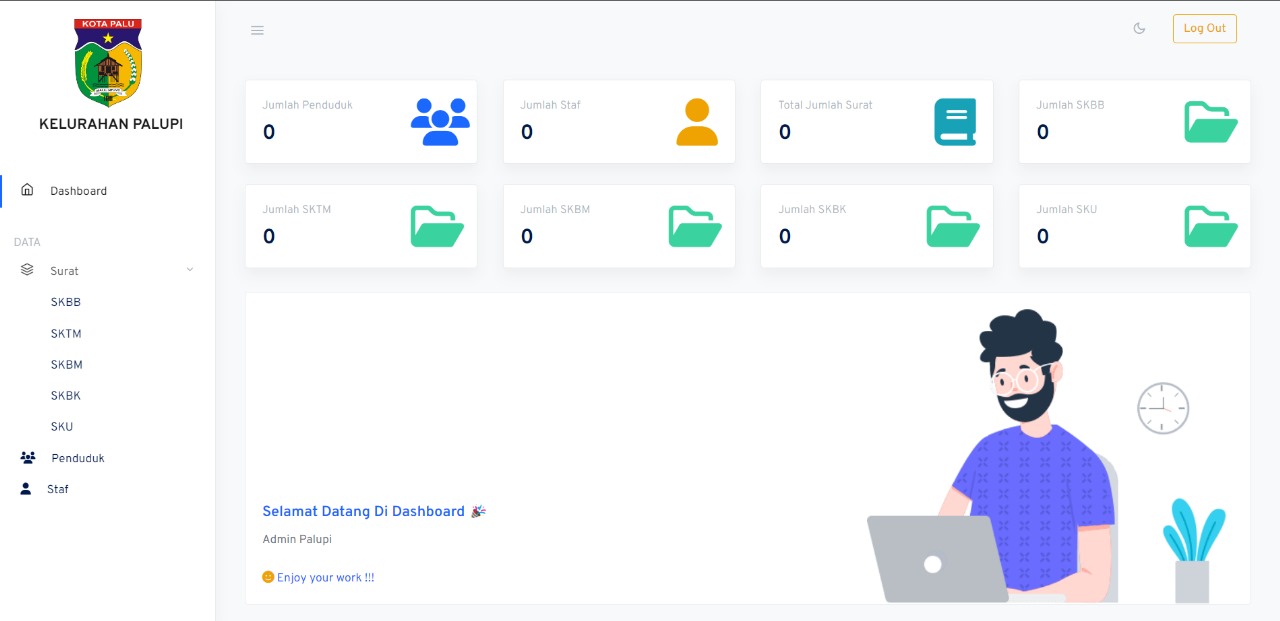 KOTA PALU
KELURAHAN PALUPI
Dashboard
DATA
Surat
SKBB
SKTM
SKBM
SKBK
SKU
Penduduk
Staf
Log Out
Jumlah Penduduk
0
Jumlah Staf
0
Total Jumlah Surat
0
Jumlah SKBB
0
Jumlah SKTM
0
Jumlah SKBM
0
Jumlah SKBK
0
Jumlah SKU
0
Selamat Datang Di Dashboard 🎉
Admin Palupi
Enjoy your work !!!